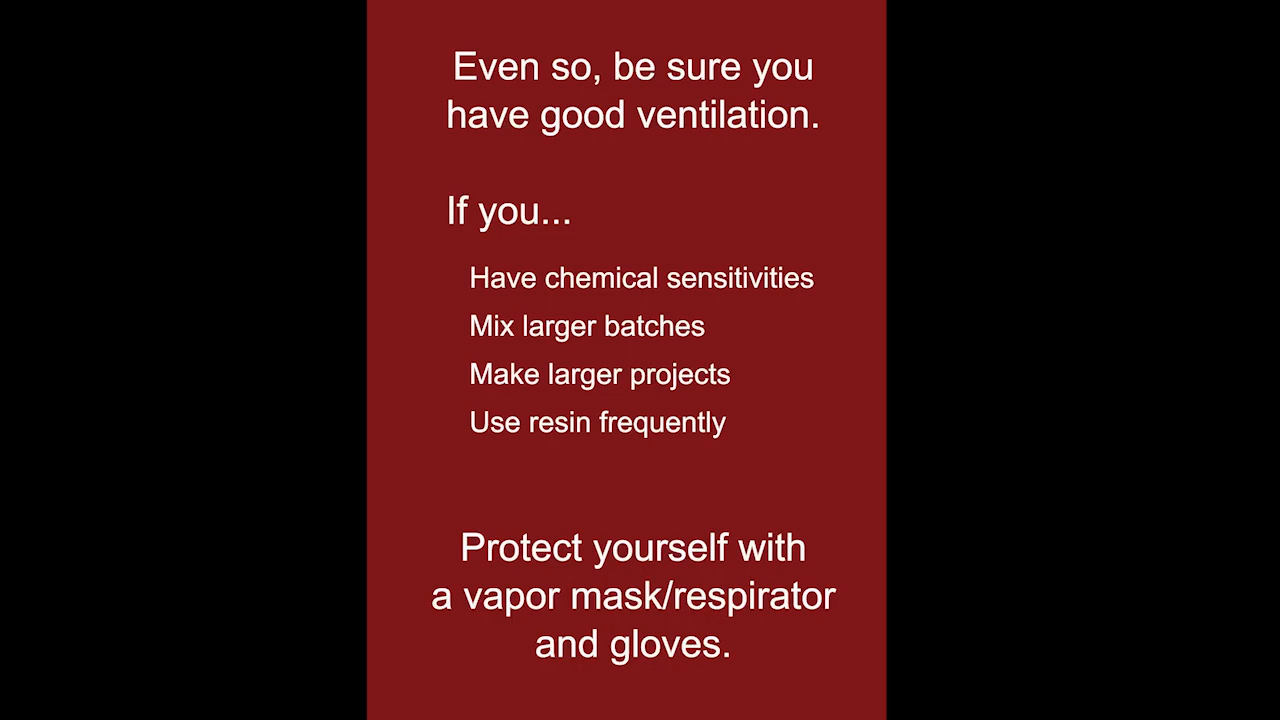 Even so, be sure you
have good ventilation.
If you...
Have chemical sensitivities
Mix larger batches
Make larger projects
Use resin frequently
Protect yourself with
a vapor mask/respirator
and gloves.